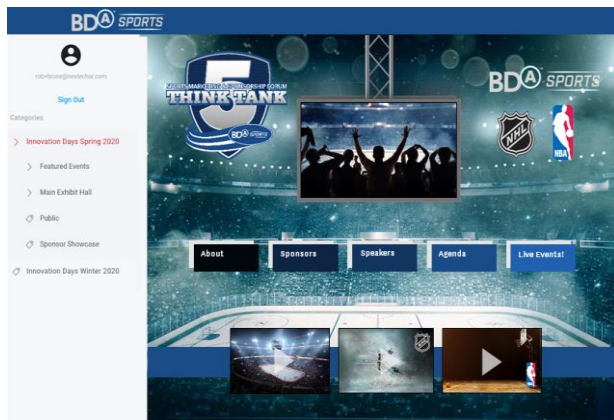 BDA SPORTS
Sign Out
Categories
Innovation Days Spring 2020
Featured Events
Main Exhibit Hall
Public
Sponsor Showcase
Innovation Days Winter 2020
5
THINK TANK
BDA SPORTS
BDA SPORTS
NHL
NBA
About
Sponsors
Speakers
Agenda
Live Events!